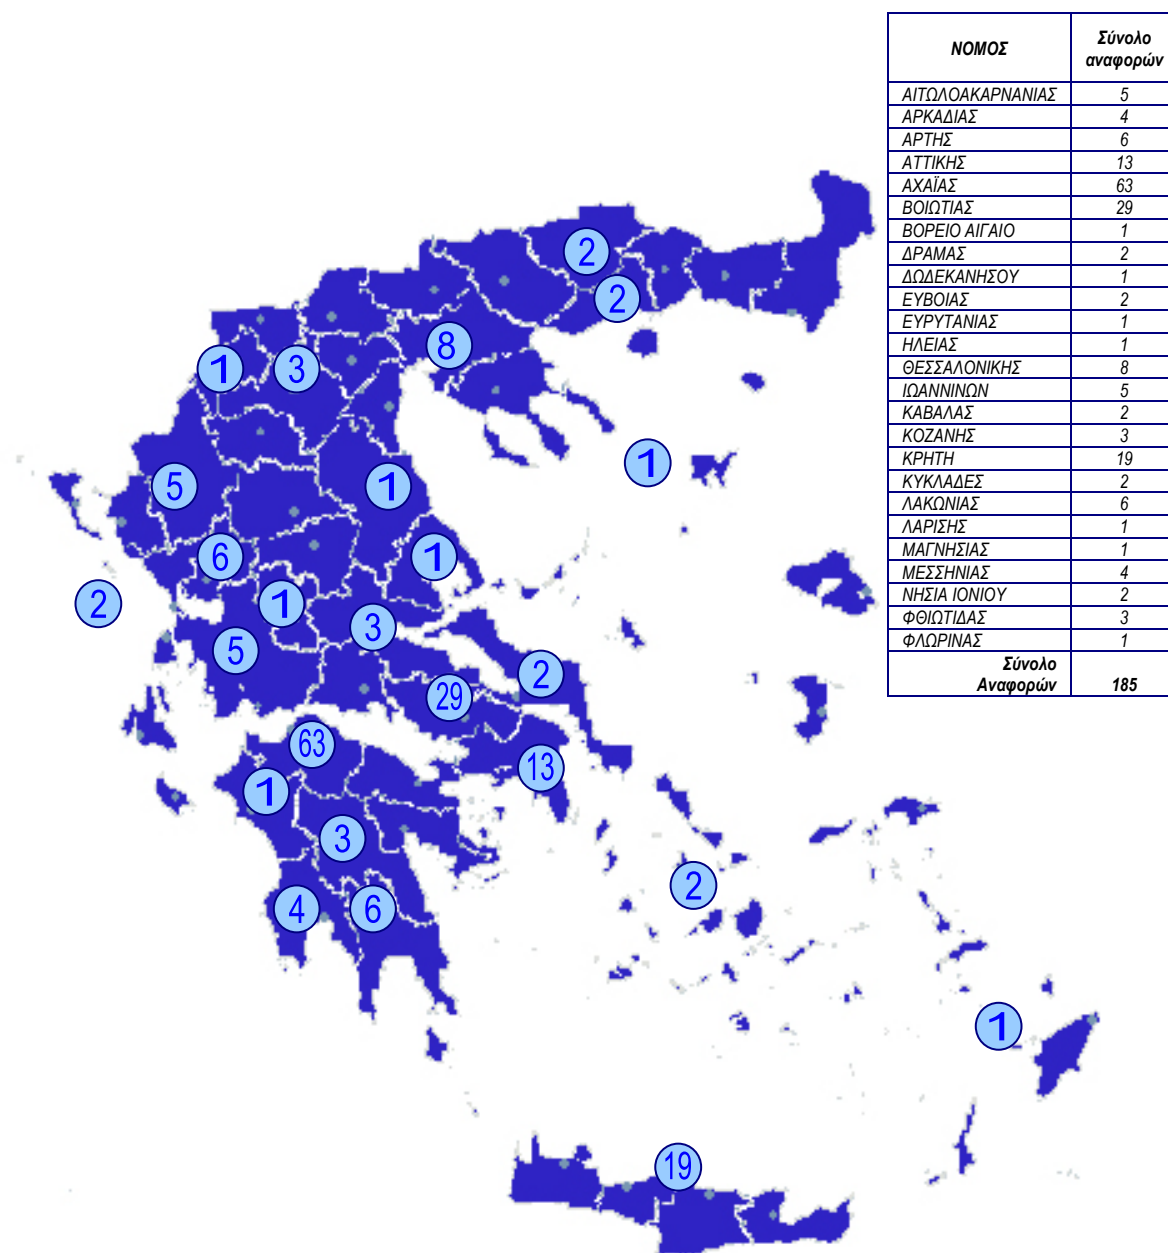 ΝΟΜΟΣ Σύνολο
αναφορών
ΑΙΤΩΛΟΑΚΑΡΝΑΝΙΑΣ 5
ΑΡΚΑΔΙΑΣ 4
ΑΡΤΗΣ 6
ΑΤΤΙΚΗΣ 13
ΑΧΑΪΑΣ 63
ΒΟΙΩΤΙΑΣ 29
ΒΟΡΕΙΟ ΑΙΓΑΙΟ 1
ΔΡΑΜΑΣ 2
ΔΩΔΕΚΑΝΗΣΟΥ 1
ΕΥΒΟΙΑΣ 2
ΕΥΡΥΤΑΝΙΑΣ 1
ΗΛΕΙΑΣ 1
ΘΕΣΣΑΛΟΝΙΚΗΣ 8
ΙΩΑΝΝΙΝΩΝ 5
ΚΑΒΑΛΑΣ 2
ΚΟΖΑΝΗΣ 3
ΚΡΗΤΗ 19
ΚΥΚΛΑΔΕΣ 2
ΛΑΚΩΝΙΑΣ 6
ΛΑΡΙΣΗΣ 1
ΜΑΓΝΗΣΙΑΣ 1
ΜΕΣΣΗΝΙΑΣ 4
ΝΗΣΙΑ ΙΟΝΙΟΥ 2
ΦΘΙΩΤΙΔΑΣ 3
ΦΛΩΡΙΝΑΣ 1
Σύνολο
Αναφορών 185
2
2
8
1 3
1
5 1
6 1
2 1
3
5
2
29
63
13
1
3
2
4 6
1
19